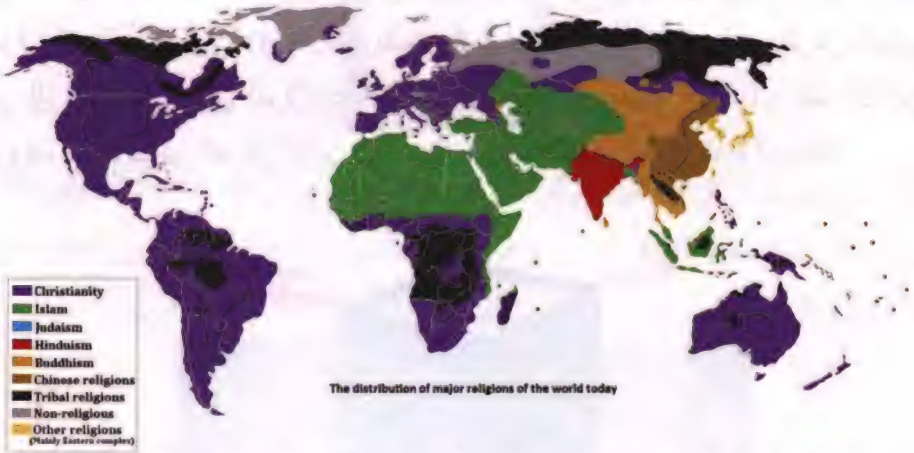 Christianity
Islam
Judaism
Hinduism
Buddhism
Chinese religions
Tribal religions
Non-religious
Other religions
(Mainly Eastern complex)
The distribution of major religions of the world today